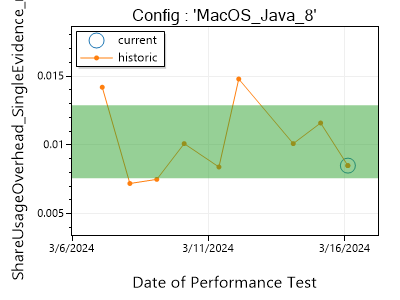 Config : 'MacOS_Java_8'
current
historic
ShareUsageOverhead_SingleEvidence_
0.015
0.01
0.005
3/6/2024
3/11/2024
3/16/2024
Date of Performance Test